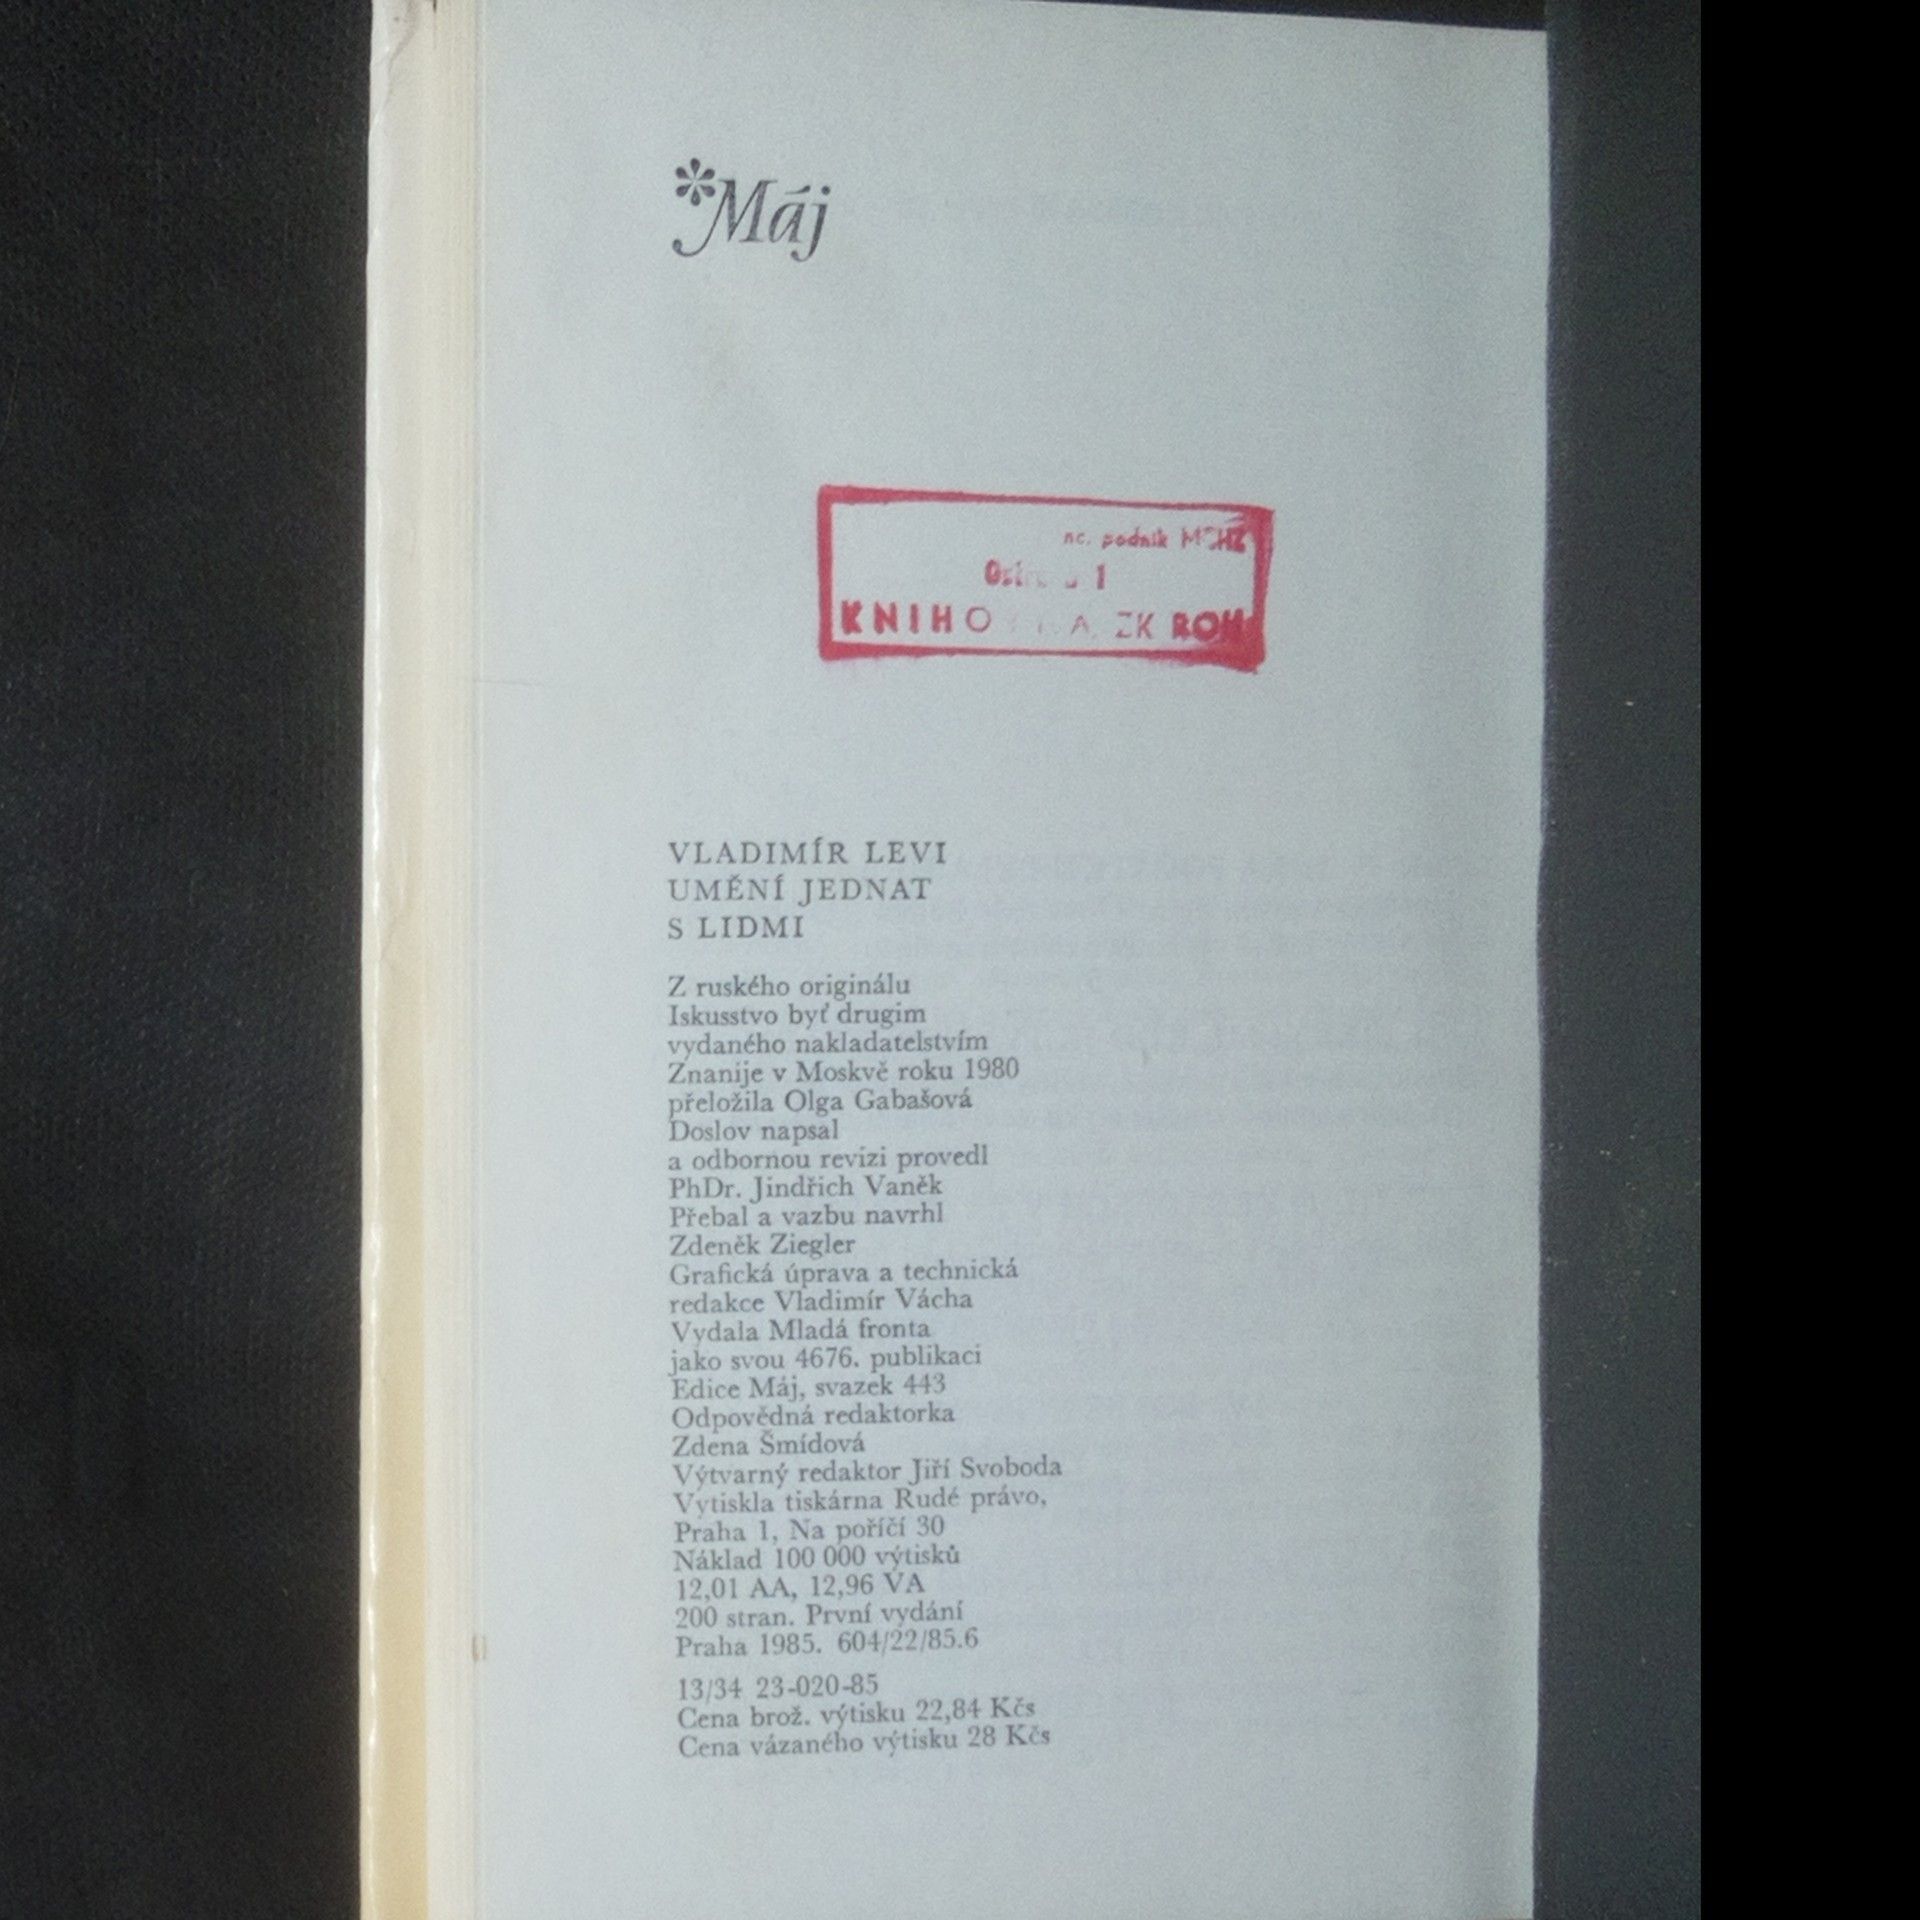 *Máj
nc. podnik
1
ZK ROH
VLADIMÍR LEVI
UMĚNÍ JEDNAT
S LIDMI
Z ruského originálu
Iskusstvo byť drugim
vydaného nakladatelstvím
Znanije v Moskvě roku 1980
přeložila Olga Gabašová
Doslov napsal
a odbornou revizi provedl
PhDr. Jindřich Vaněk
Přebal a vazbu navrhl
Zdeněk Ziegler
Grafická úprava a technická
redakce Vladimír Vácha
Vydala Mladá fronta
jako svou 4676. publikaci
Edice Máj, svazek 443
Odpovědná redaktorka
Zdena Šmídová
Výtvarný redaktor Jiří Svoboda
Vytiskla tiskárna Rudé právo,
Praha 1, Na poříčí 30
Náklad 100 000 výtisků
12,01 AA, 12,96 VA
200 stran. První vydání
Praha 1985. 604/22/85.6
13/34 23-020-85
Cena brož. výtisku 22,84 Kčs
Cena vázaného výtisku 28 Kčs